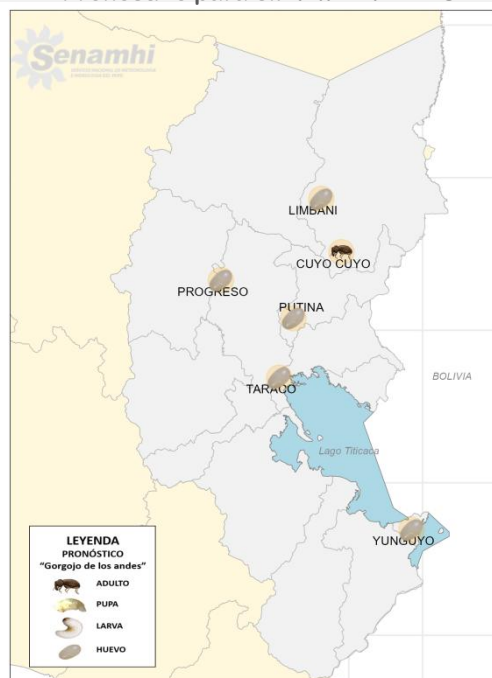 Senamhi
LIMBANI
CUYO CUYO
PROGRESO
PUTINA
TARACO
BOLIVIA
Lago Titicaca
YUNGUYO
LEYENDA
PRONÓSTICO
"Gorgojo de los andes"
ADULTO
PUPA
LARVA
HUEVO